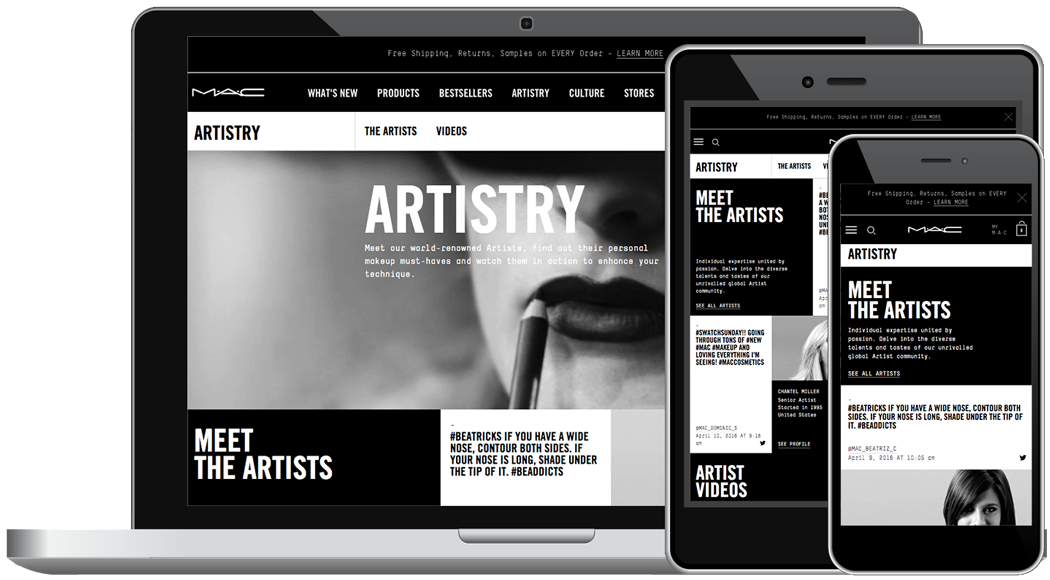 Free Shipping, Returns, Samples on EVERY Order - LEARN MORE
M·A·C
WHAT'S NEW PRODUCTS BESTSELLERS ARTISTRY CULTURE STORES
ARTISTRY
THE ARTISTS VIDEOS
ARTISTRY
Meet our world-renowned Artists, find out their personal
makeup must-haves and watch them in action to enhance your
technique.
MEET
THE ARTISTS
#BEATRICKS IF YOU HAVE A WIDE
NOSE, CONTOUR BOTH SIDES. IF
YOUR NOSE IS LONG, SHADE UNDER
THE TIP OF IT. #BEADDICTS
Free Shipping, Returns, Samples on EVERY Order - LEARN MORE
ARTISTRY
THE ARTISTS
MEET
THE ARTISTS
Individual expertise united by
passion. Delve into the diverse
talents and tastes of our
unrivalled global Artist
community.
SEE ALL ARTISTS
#SWATCHSUNDAY!! GOING
THROUGH TONS OF #NEW
#MAC #MAKEUP AND
LOVING EVERYTHING I'M
SEEING! #MACCOSMETICS
@MAC_DOMINIC_S
April 10, 2016 AT 9:16
pm
CHANTEL MILLER
Senior Artist
Started in 1995
United States
SEE PROFILE
ARTIST
VIDEOS
Free Shipping, Returns, Samples on EVERY
Order - LEARN MORE
M·A·C
MY
M·A·C
ARTISTRY
MEET
THE ARTISTS
Individual expertise united by
passion. Delve into the diverse
talents and tastes of our unrivalled
global Artist community.
SEE ALL ARTISTS
#BEATRICKS IF YOU HAVE A WIDE NOSE, CONTOUR BOTH
SIDES. IF YOUR NOSE IS LONG, SHADE UNDER THE TIP OF
IT. #BEADDICTS
@MAC_BEATRIZ_C
April 9, 2016 AT 10:05
am